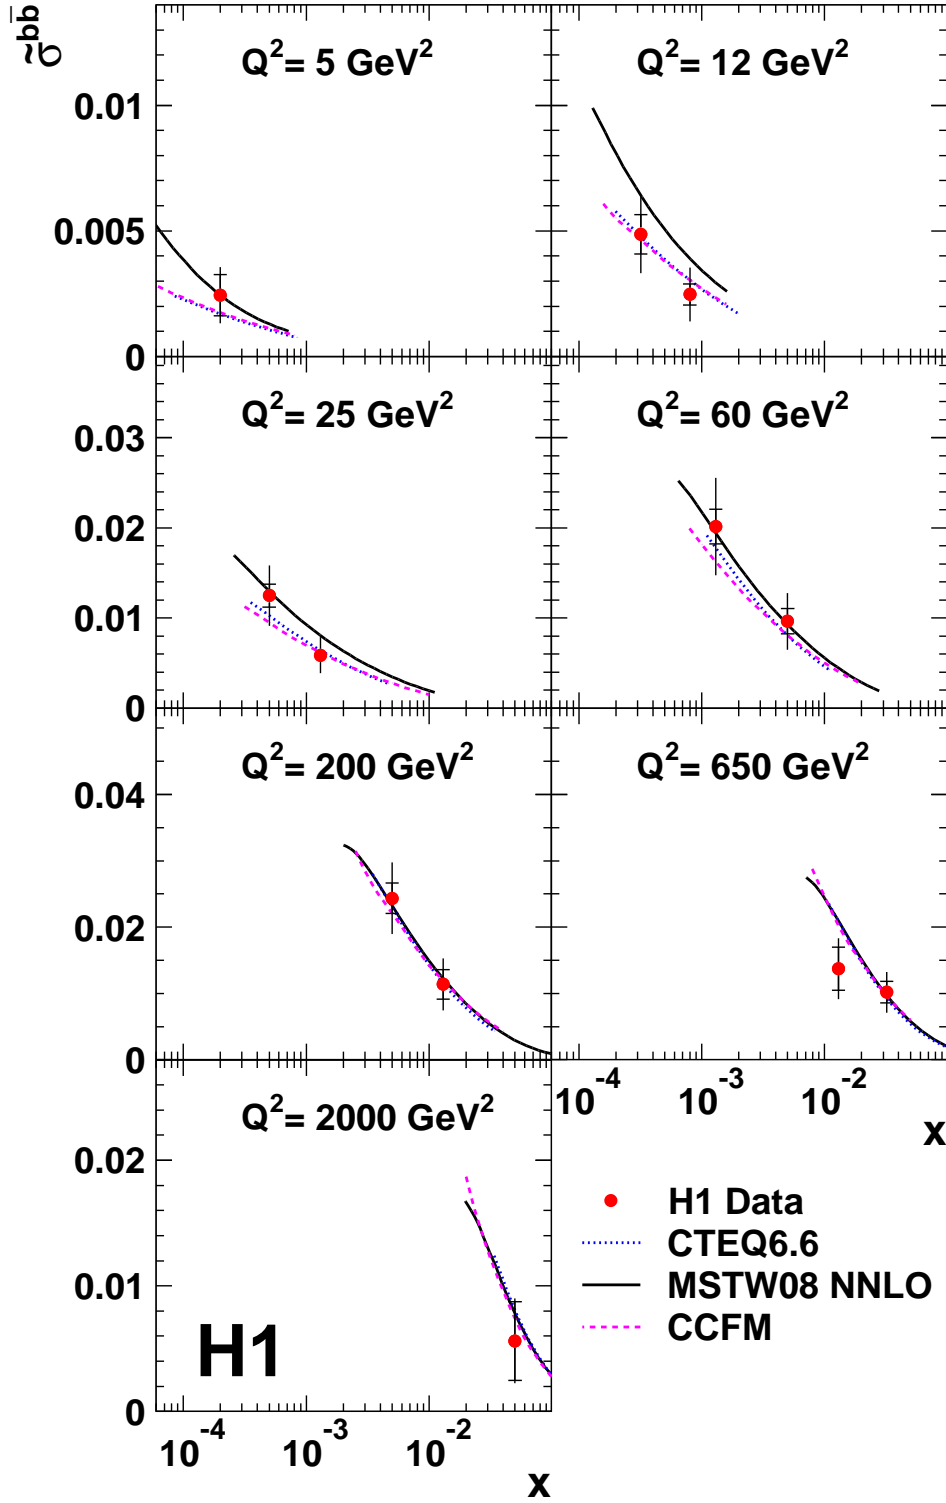 σ̃^bb̄
Q²= 5 GeV²
Q²= 12 GeV²
0.01
0.005
0
Q²= 25 GeV²
Q²= 60 GeV²
0.03
0.02
0.01
0
Q²= 200 GeV²
Q²= 650 GeV²
0.04
0.02
0
10⁻⁴ 10⁻³ 10⁻²
x
Q²= 2000 GeV²
0.02
0.01
0
H1 Data
CTEQ6.6
MSTW08 NNLO
CCFM
H1
10⁻⁴ 10⁻³ 10⁻²
x